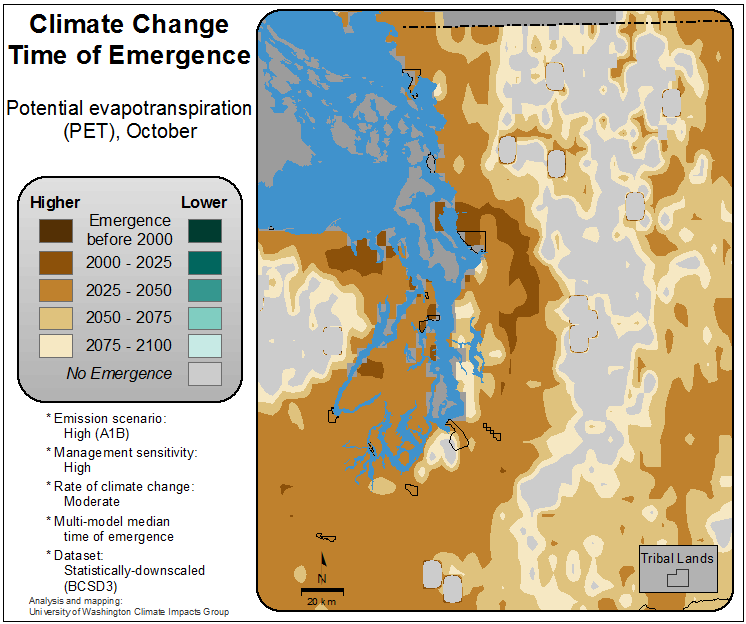 Climate Change
Time of Emergence
Potential evapotranspiration
(PET), October
Higher Lower
Emergence
before 2000
2000 - 2025
2025 - 2050
2050 - 2075
2075 - 2100
No Emergence
* Emission scenario:
High (A1B)
* Management sensitivity:
High
* Rate of climate change:
Moderate
* Multi-model median
time of emergence
* Dataset:
Statistically-downscaled
(BCSD3)
Analysis and mapping:
University of Washington Climate Impacts Group
N
20 km
Tribal Lands